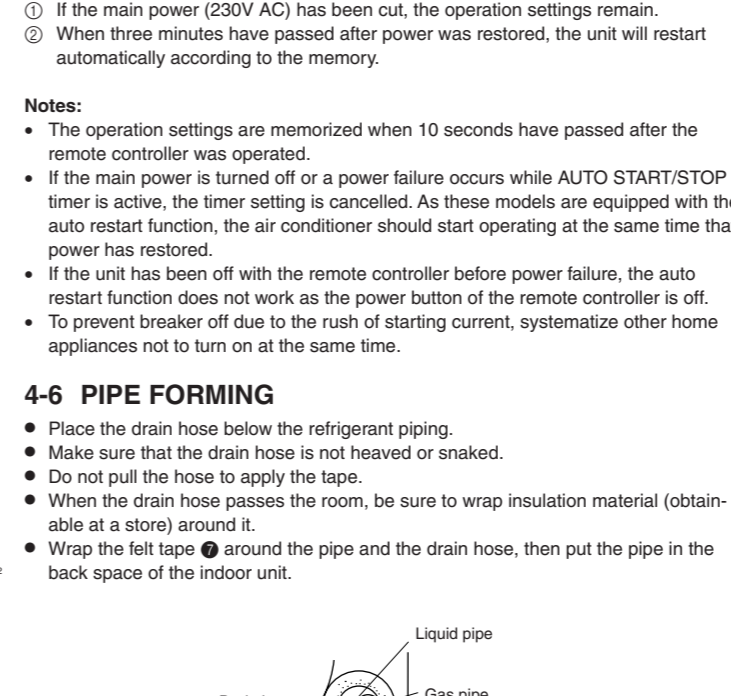 ① If the main power (230V AC) has been cut, the operation settings remain.
② When three minutes have passed after power was restored, the unit will restart
automatically according to the memory.
Notes:
• The operation settings are memorized when 10 seconds have passed after the
remote controller was operated.
• If the main power is turned off or a power failure occurs while AUTO START/STOP
timer is active, the timer setting is cancelled. As these models are equipped with
auto restart function, the air conditioner should start operating at the same time
power has restored.
• If the unit has been off with the remote controller before power failure, the auto
restart function does not work as the power button of the remote controller is off.
• To prevent breaker off due to the rush of starting current, systematize other home
appliances not to turn on at the same time.
4-6 PIPE FORMING
● Place the drain hose below the refrigerant piping.
● Make sure that the drain hose is not heaved or snaked.
● Do not pull the hose to apply the tape.
● When the drain hose passes the room, be sure to wrap insulation material (obtain-
able at a store) around it.
● Wrap the felt tape ❼ around the pipe and the drain hose, then put the pipe in the
back space of the indoor unit.
Liquid pipe
Gas pipe